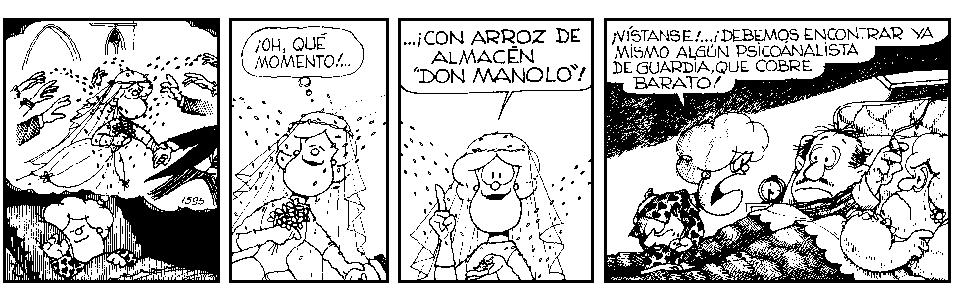 1595
¡OH, QUÉ
MOMENTO!...
...¡CON ARROZ DE
ALMACÉN
"DON MANOLO"!
¡VÍSTANSE!...¡DEBEMOS ENCONTRAR YA
MISMO ALGÚN PSICOANALISTA
DE GUARDIA, QUE COBRE
BARATO!